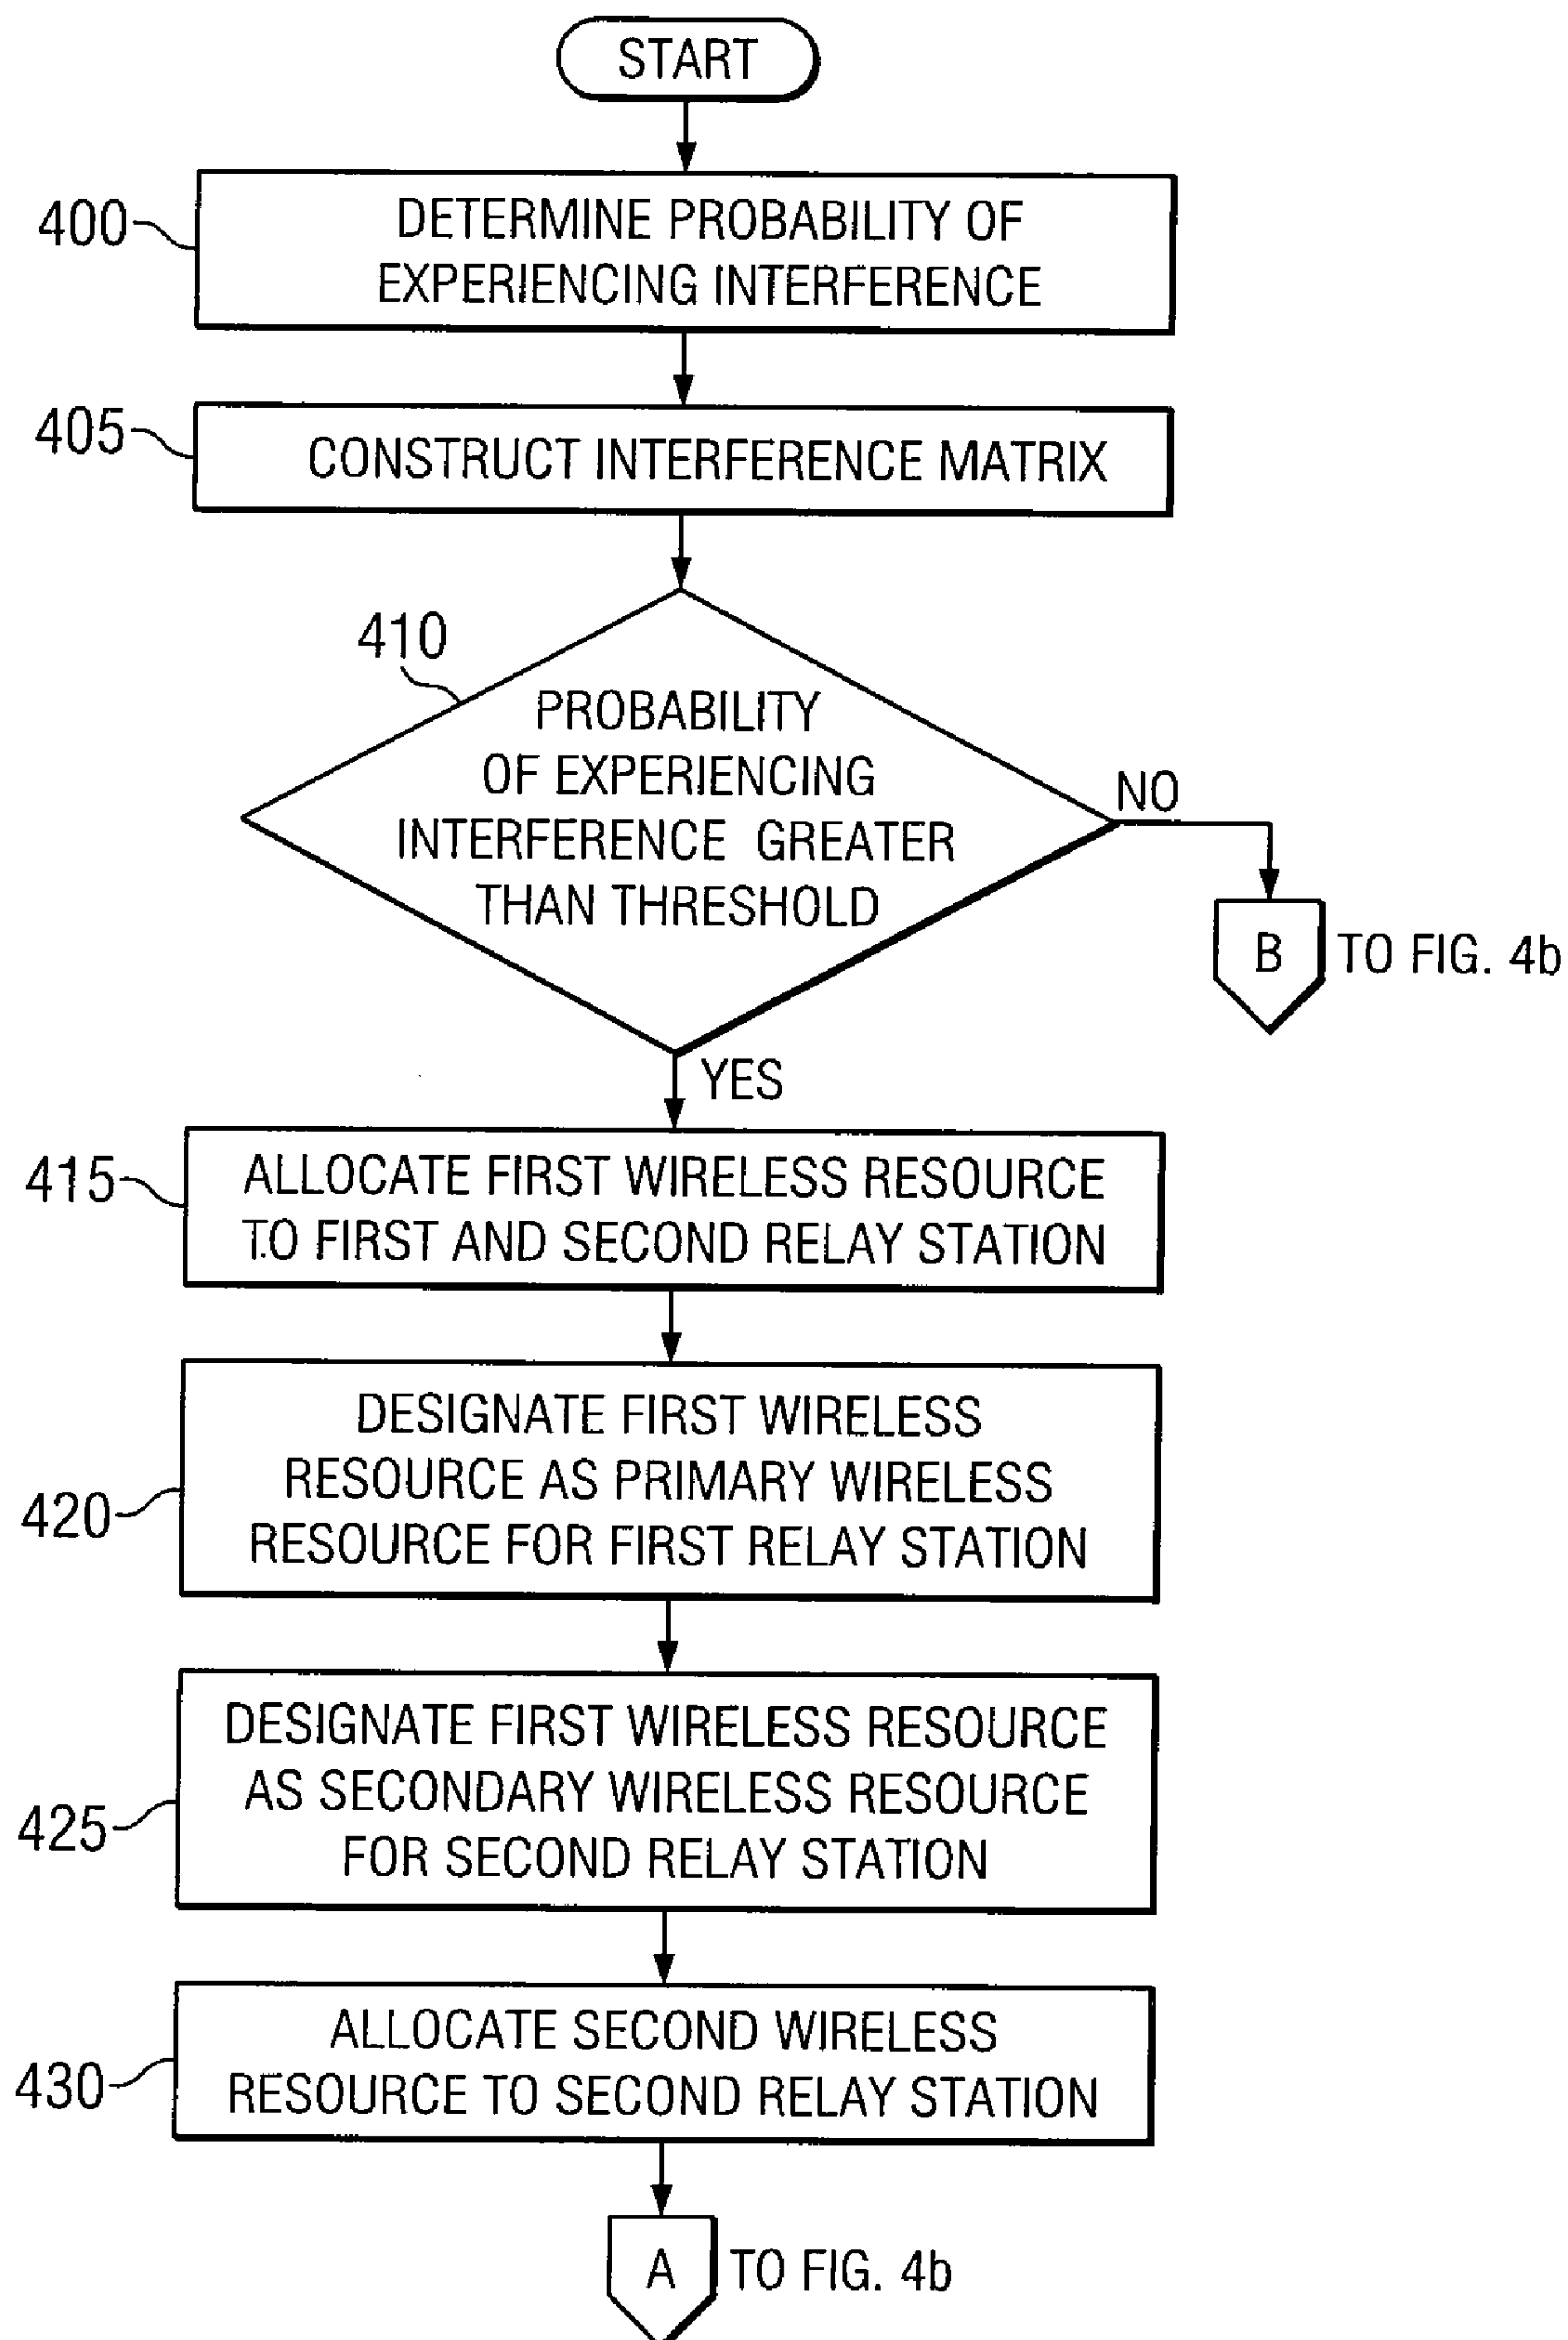 START
400
DETERMINE PROBABILITY OF
EXPERIENCING INTERFERENCE
405
CONSTRUCT INTERFERENCE MATRIX
410
PROBABILITY
OF EXPERIENCING
INTERFERENCE GREATER
THAN THRESHOLD
NO
B
TO FIG. 4b
YES
415
ALLOCATE FIRST WIRELESS RESOURCE
TO FIRST AND SECOND RELAY STATION
420
DESIGNATE FIRST WIRELESS
RESOURCE AS PRIMARY WIRELESS
RESOURCE FOR FIRST RELAY STATION
425
DESIGNATE FIRST WIRELESS RESOURCE
AS SECONDARY WIRELESS RESOURCE
FOR SECOND RELAY STATION
430
ALLOCATE SECOND WIRELESS
RESOURCE TO SECOND RELAY STATION
A
TO FIG. 4b